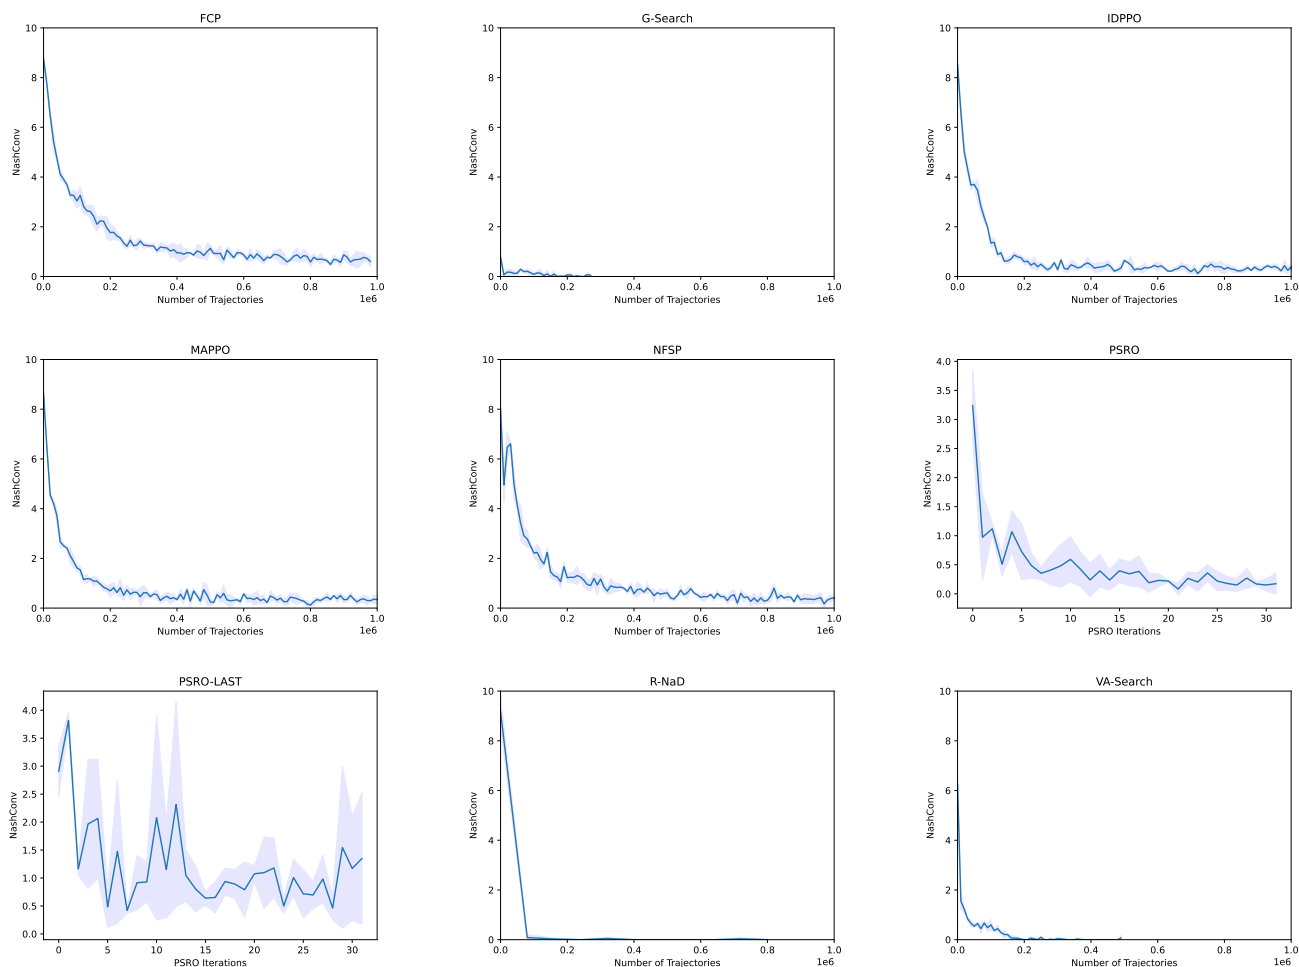 FCP
10
8
6
4
2
0
NashConv
0.0 0.2 0.4 0.6 0.8 1.0
Number of Trajectories
1e6
G-Search
10
8
6
4
2
0
NashConv
0.0 0.2 0.4 0.6 0.8 1.0
Number of Trajectories
1e6
IDPPO
10
8
6
4
2
0
NashConv
0.0 0.2 0.4 0.6 0.8 1.0
Number of Trajectories
1e6
MAPPO
10
8
6
4
2
0
NashConv
0.0 0.2 0.4 0.6 0.8 1.0
Number of Trajectories
1e6
NFSP
10
8
6
4
2
0
NashConv
0.0 0.2 0.4 0.6 0.8 1.0
Number of Trajectories
1e6
PSRO
4.0
3.5
3.0
2.5
2.0
1.5
1.0
0.5
0.0
NashConv
0 5 10 15 20 25 30
PSRO Iterations
PSRO-LAST
4.0
3.5
3.0
2.5
2.0
1.5
1.0
0.5
0.0
NashConv
0 5 10 15 20 25 30
PSRO Iterations
R-NaD
10
8
6
4
2
0
NashConv
0.0 0.2 0.4 0.6 0.8 1.0
Number of Trajectories
1e6
VA-Search
10
8
6
4
2
0
NashConv
0.0 0.2 0.4 0.6 0.8 1.0
Number of Trajectories
1e6